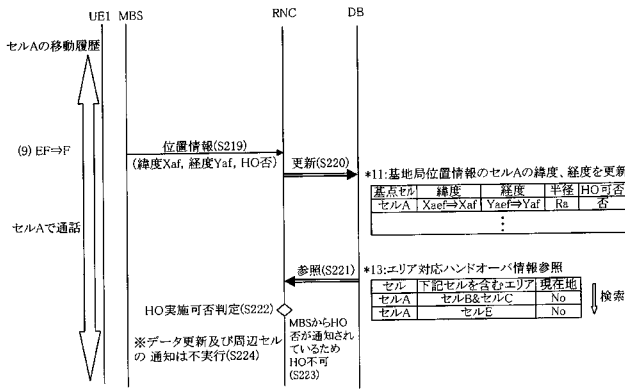 UE1 MBS RNC DB
セルAの移動履歴
(9) EF⇒F
位置情報(S219)
(緯度Xaf, 経度Yaf, HO否)
更新(S220)
*11:基地局位置情報のセルAの緯度、経度を更新
基点セル 緯度 経度 半径 HO可否
セルA Xaef⇒Xaf Yaef⇒Yaf Ra 否
⋮
セルAで通話
参照(S221)
*13:エリア対応ハンドオーバ情報参照
セル 下記セルを含むエリア 現在地
セルA セルB&セルC No
セルA セルE No
検索
HO実施可否判定(S222)
MBSからHO
否が通知され
ているため
HO不可
(S223)
※データ更新及び周辺セル
の 通知は不実行(S224)